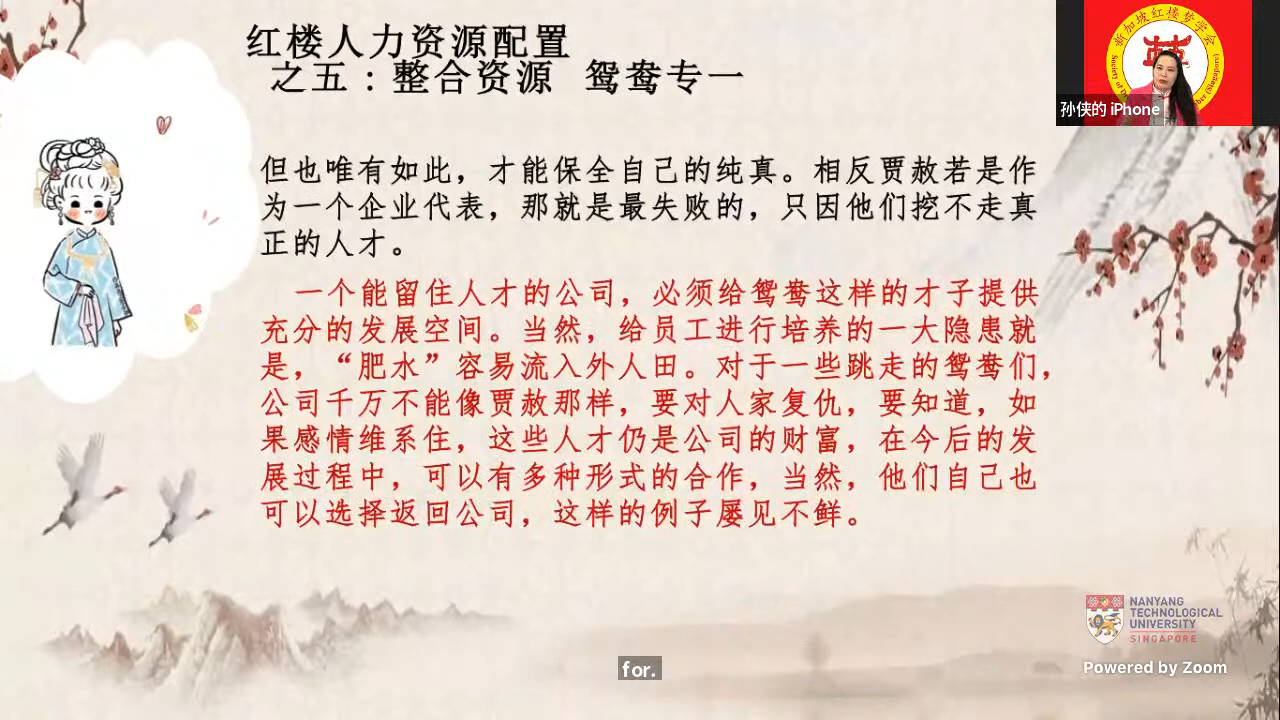 红楼人力资源配置
之五：整合资源 鸳鸯专一
但也唯有如此，才能保全自己的纯真。相反贾赦若是作
为一个企业代表，那就是最失败的，只因他们挖不走真
正的人才。
一个能留住人才的公司，必须给鸳鸯这样的才子提供
充分的发展空间。当然，给员工进行培养的一大隐患就
是，“肥水”容易流入外人田。对于一些跳走的鸳鸯们，
公司千万不能像贾赦那样，要对人家复仇，要知道，如
果感情维系住，这些人才仍是公司的财富，在今后的发
展过程中，可以有多种形式的合作，当然，他们自己也
可以选择返回公司，这样的例子屡见不鲜。
新加坡红楼梦学会
孙侠的 iPhone
NANYANG
TECHNOLOGICAL
UNIVERSITY
SINGAPORE
Powered by Zoom
for.